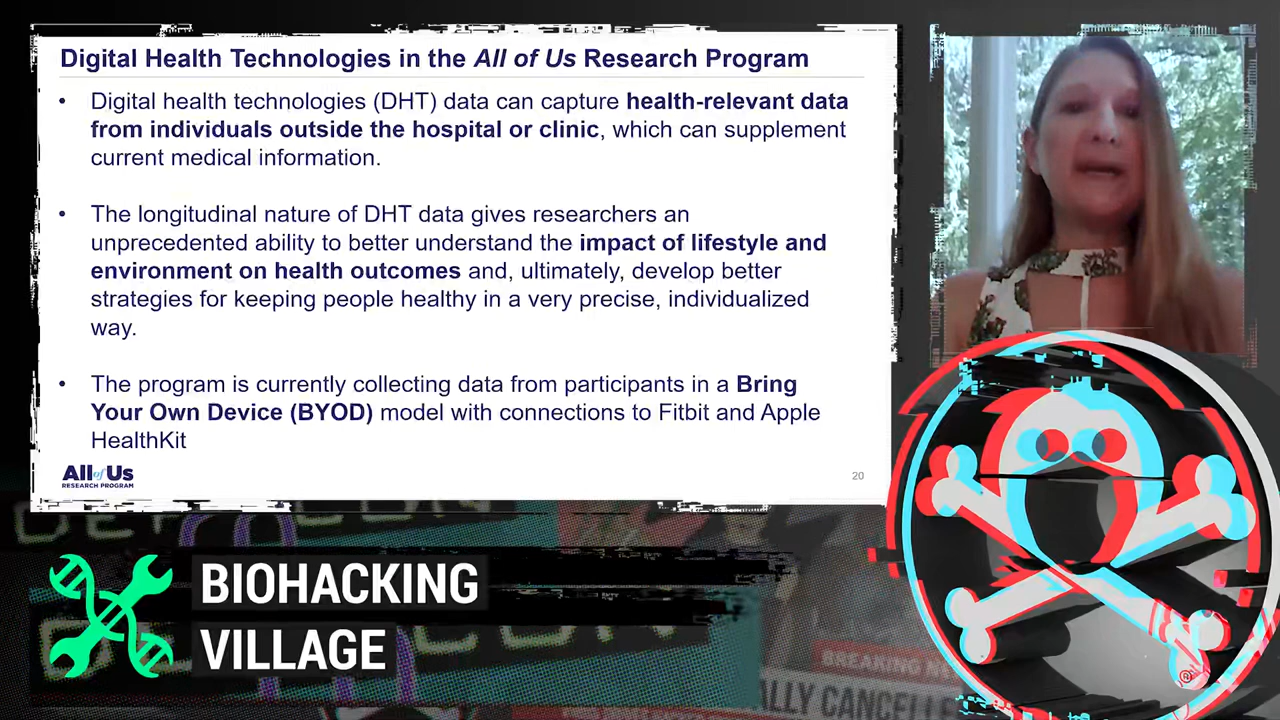 Digital Health Technologies in the All of Us Research Program
• Digital health technologies (DHT) data can capture health-relevant data
from individuals outside the hospital or clinic, which can supplement
current medical information.
• The longitudinal nature of DHT data gives researchers an
unprecedented ability to better understand the impact of lifestyle and
environment on health outcomes and, ultimately, develop better
strategies for keeping people healthy in a very precise, individualized
way.
• The program is currently collecting data from participants in a Bring
Your Own Device (BYOD) model with connections to Fitbit and Apple
HealthKit
All of Us
RESEARCH PROGRAM
20
BIOHACKING
VILLAGE
BREAKING
ALLY CANCELLE
®